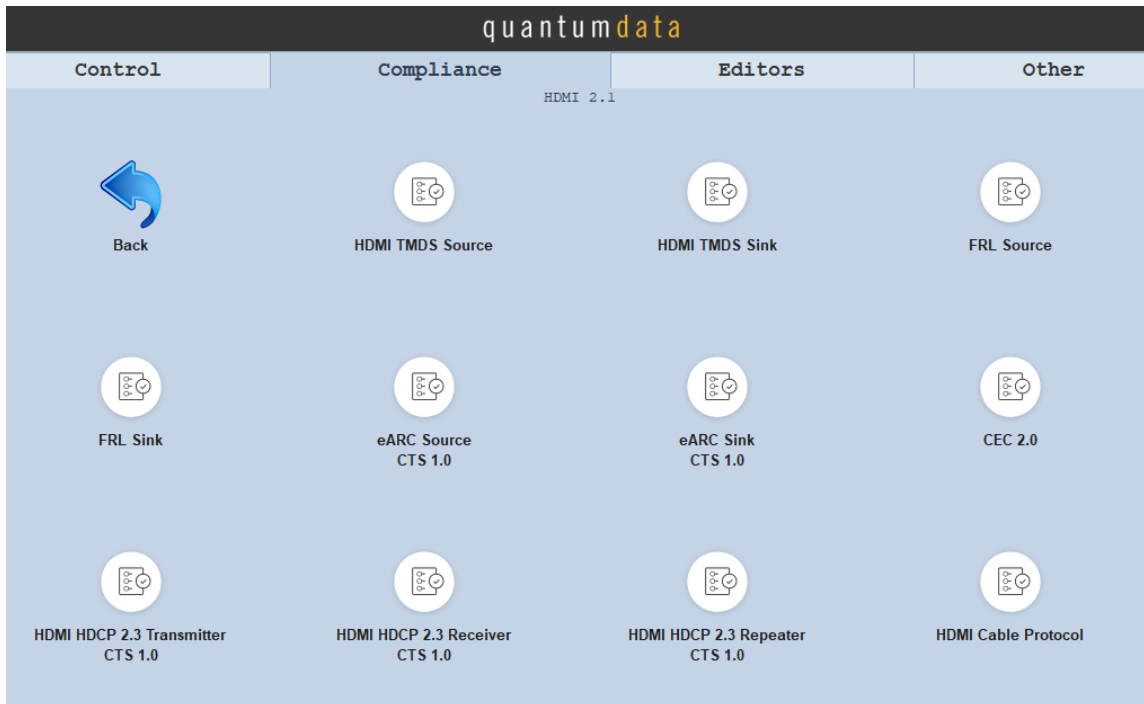 quantumdata
Control Compliance Editors Other
HDMI 2.1
Back HDMI TMDS Source HDMI TMDS Sink FRL Source
FRL Sink eARC Source eARC Sink CEC 2.0
CTS 1.0 CTS 1.0
HDMI HDCP 2.3 Transmitter HDMI HDCP 2.3 Receiver HDMI HDCP 2.3 Repeater HDMI Cable Protocol
CTS 1.0 CTS 1.0 CTS 1.0